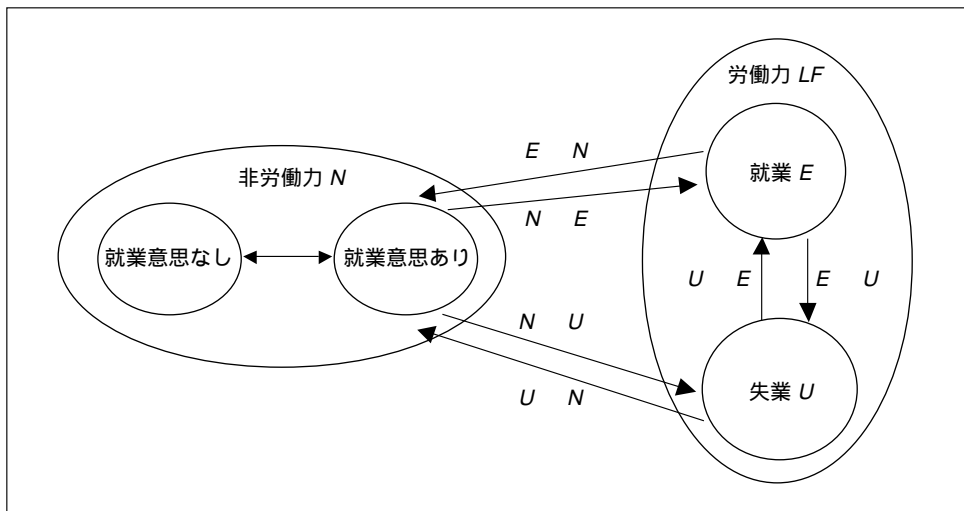 労働力 LF
就業 E
E N
非労働力 N
N E
就業意思なし
就業意思あり
U E
E U
N U
U N
失業 U